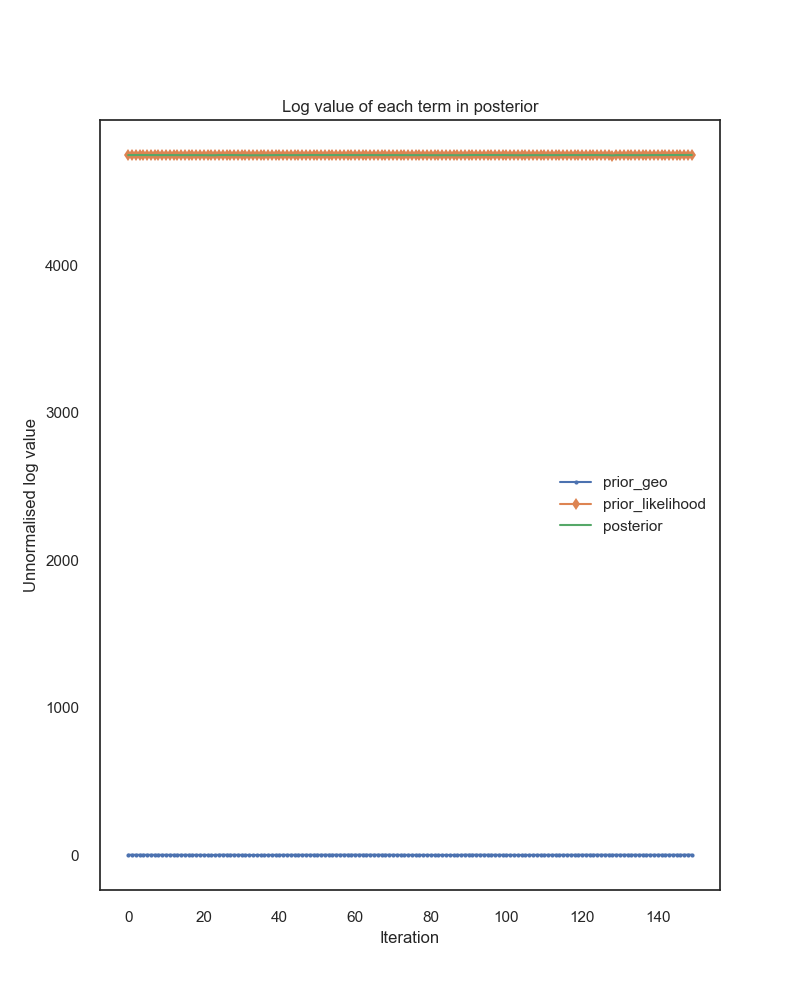 Log value of each term in posterior
Unnormalised log value
4000
3000
2000
1000
0
prior_geo
prior_likelihood
posterior
0 20 40 60 80 100 120 140
Iteration